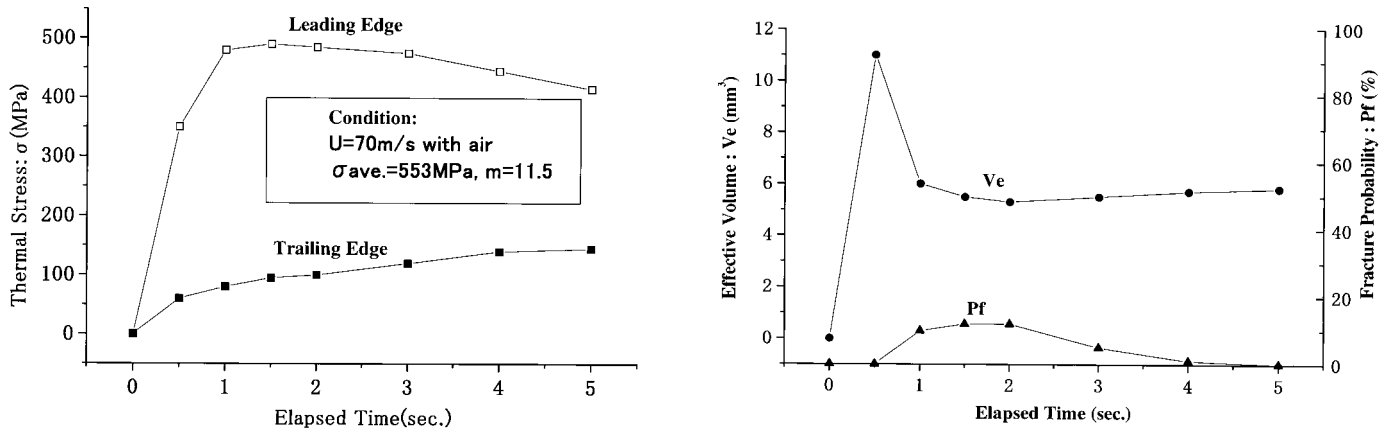 Thermal Stress: σ (MPa)
500
400
300
200
100
0
Leading Edge
Condition:
U=70m/s with air
σave.=553MPa, m=11.5
Trailing Edge
0 1 2 3 4 5
Elapsed Time(sec.)
Effective Volume : Ve (mm³)
12
10
8
6
4
2
0
Ve
Pf
0 1 2 3 4 5
Elapsed Time (sec.)
100
80
60
40
20
0
Fracture Probability : Pf (%)